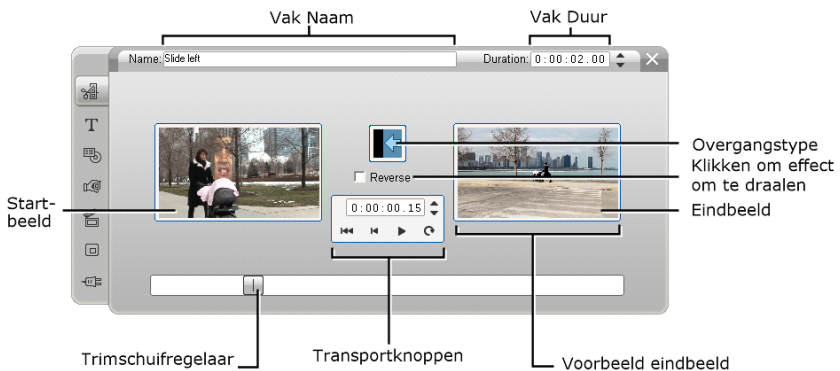 Vak Naam
Vak Duur
Name: Slide left
Duration: 0:00:02.00
T
Overgangstype
Klikken om effect
om te draalen
Reverse
Start-
beeld
0:00:00.15
Eindbeeld
Trimschuifregelaar
Transportknoppen
Voorbeeld eindbeeld